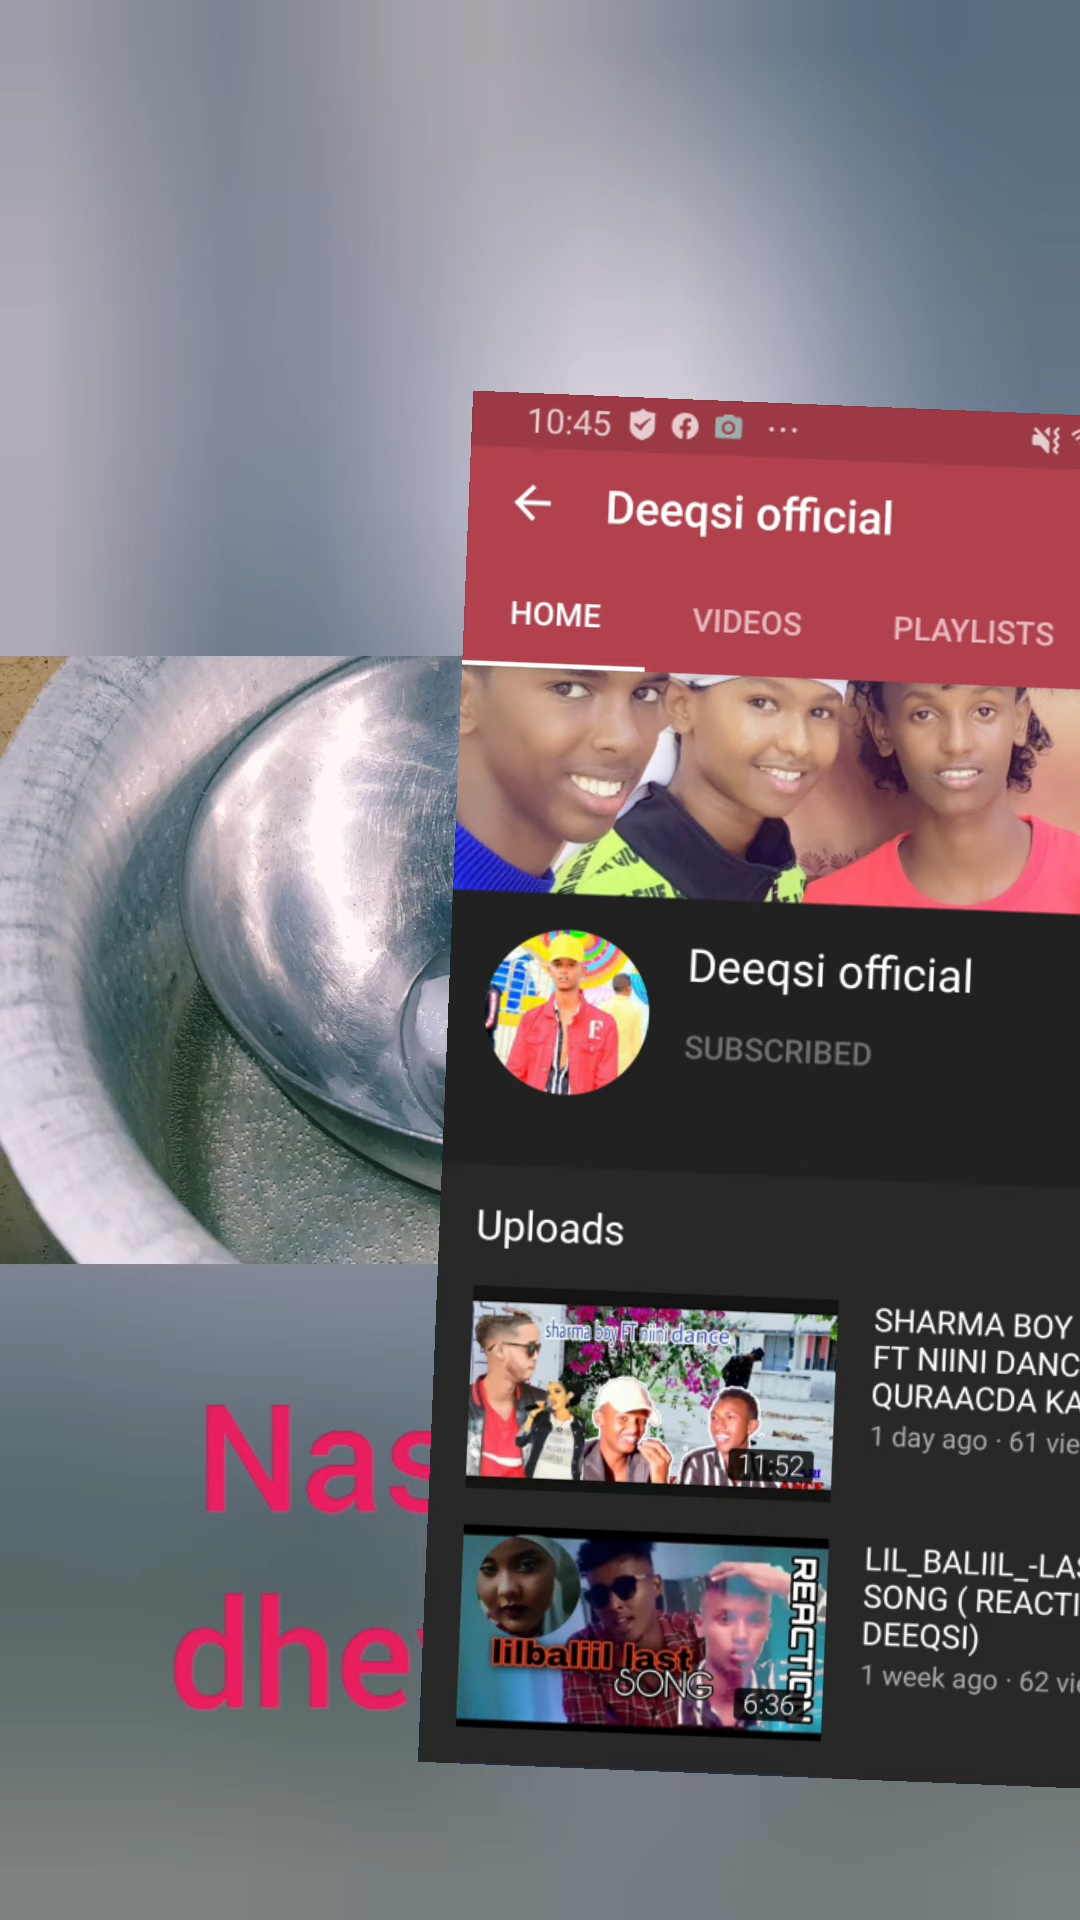 10:45
Deeqsi official
HOME VIDEOS PLAYLISTS
Deeqsi official
SUBSCRIBED
Uploads
sharma boy FT niini dance
11:52
SHARMA BOY
FT NIINI DANC
QURAACDA KA
1 day ago · 61 vie
lilbaliil last
SONG
REACTION
6:36
LIL_BALIIL_-LAS
SONG ( REACTI
DEEQSI)
1 week ago · 62 vie
Nas
dhe